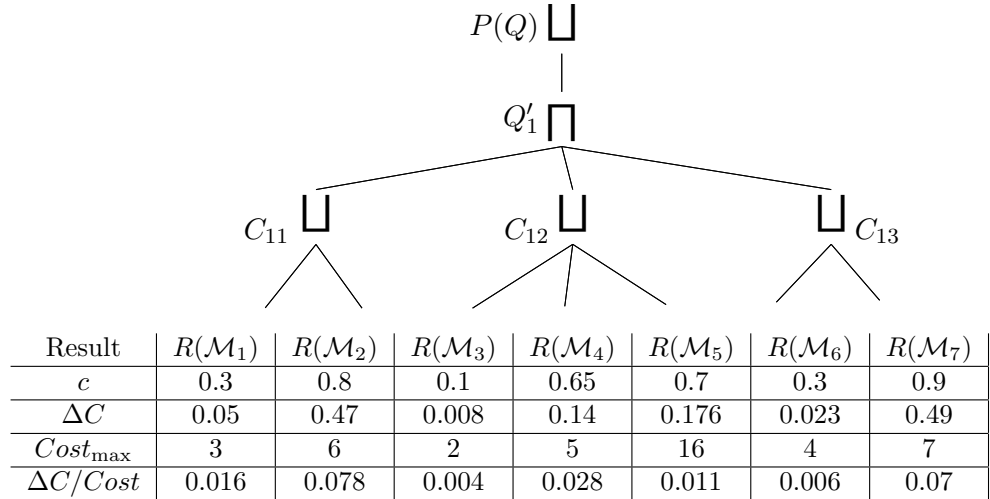 P(Q) ⊔
Q′₁ ⊓
C₁₁ ⊔ C₁₂ ⊔ ⊔ C₁₃
Result R(ℳ₁) R(ℳ₂) R(ℳ₃) R(ℳ₄) R(ℳ₅) R(ℳ₆) R(ℳ₇)
c 0.3 0.8 0.1 0.65 0.7 0.3 0.9
ΔC 0.05 0.47 0.008 0.14 0.176 0.023 0.49
Cost_max 3 6 2 5 16 4 7
ΔC/Cost 0.016 0.078 0.004 0.028 0.011 0.006 0.07